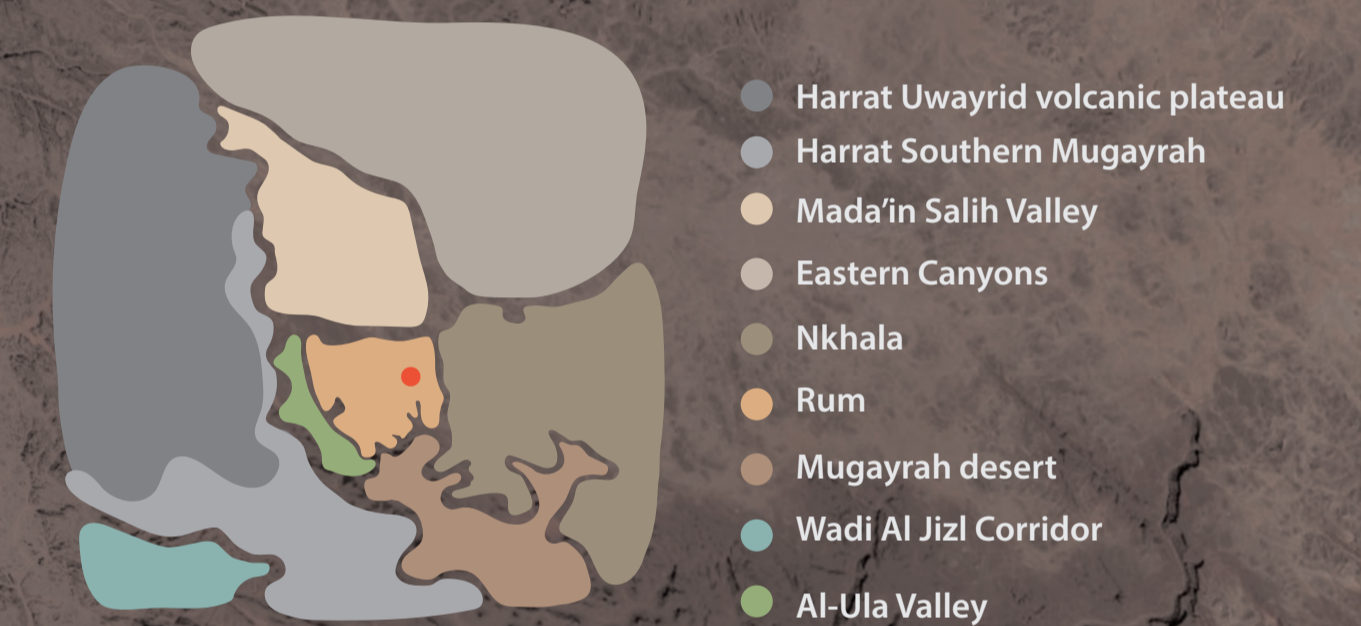 Harrat Uwayrid volcanic plateau
Harrat Southern Mugayrah
Mada’in Salih Valley
Eastern Canyons
Nkhala
Rum
Mugayrah desert
Wadi Al Jizl Corridor
Al-Ula Valley